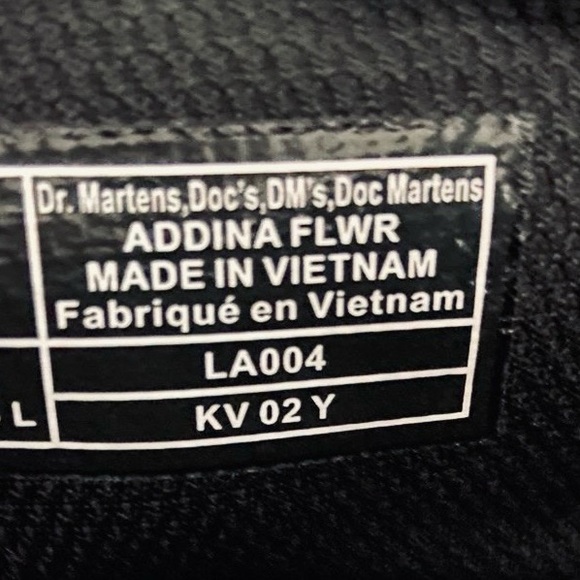 Dr. Martens,Doc's,DM's,Doc Martens
ADDINA FLWR
MADE IN VIETNAM
Fabriqué en Vietnam
LA004
L
KV 02 Y